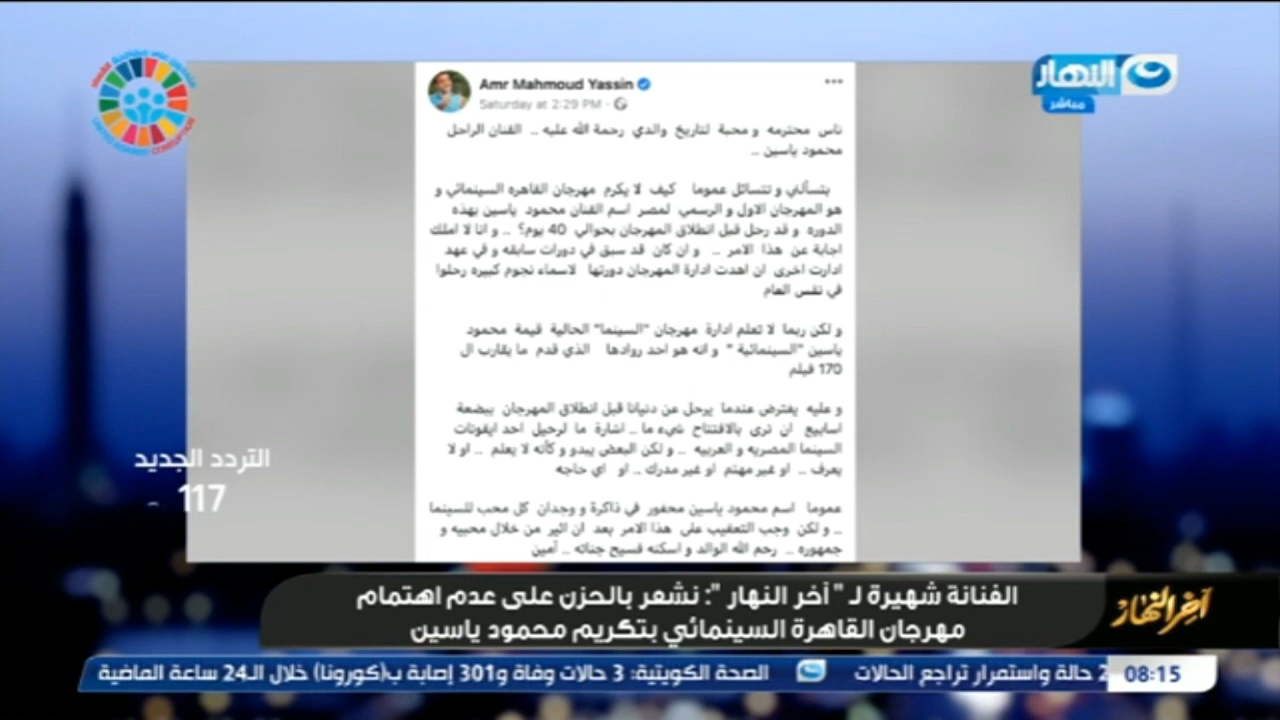 النهار
مباشر
Amr Mahmoud Yassin
Saturday at 2:29 PM
ناس محترمه و محبة لتاريخ والدي رحمة الله عليه .. الفنان الراحل
محمود ياسين ..
بتسألني و تتسائل عموما كيف لا يكرم مهرجان القاهره السينمائي و
هو المهرجان الاول و الرسمي لمصر اسم الفنان محمود ياسين بهذه
الدوره و قد رحل قبل انطلاق المهرجان بحوالي 40 يوم؟ .. و انا لا املك
اجابة عن هذا الامر .. و ان كان قد سبق في دورات سابقه و في عهد
ادارت اخرى ان اهدت ادارة المهرجان دورتها لاسماء نجوم كبيره رحلوا
في نفس العام
و لكن ربما لا تعلم ادارة مهرجان "السينما" الحالية قيمة محمود
ياسين "السينمائية " و انه هو احد روادها الذي قدم ما يقارب ال
170 فيلم
و عليه يفترض عندما يرحل عن دنيانا قبل انطلاق المهرجان ببضعة
اسابيع ان نرى بالافتتاح شيء ما .. اشارة ما لرحيل احد ايقونات
السينما المصريه و العربيه .. و لكن البعض يبدو و كأنه لا يعلم .. او لا
يعرف .. او غير مهتم او غير مدرك .. او اي حاجه
عموما اسم محمود ياسين محفور في ذاكرة و وجدان كل محب للسينما
.. و لكن وجب التعقيب على هذا الامر بعد ان اثير من خلال محبيه و
جمهوره .. رحم الله الوالد و اسكنه فسيح جناته .. أمين
التردد الجديد
117
آخر النهار
الفنانة شهيرة لـ " أخر النهار ": نشعر بالحزن على عدم اهتمام
مهرجان القاهرة السينمائي بتكريم محمود ياسين
08:15
2 حالة واستمرار تراجع الحالات
الصحة الكويتية: 3 حالات وفاة و301 إصابة ب(كورونا) خلال الـ24 ساعة الماضية